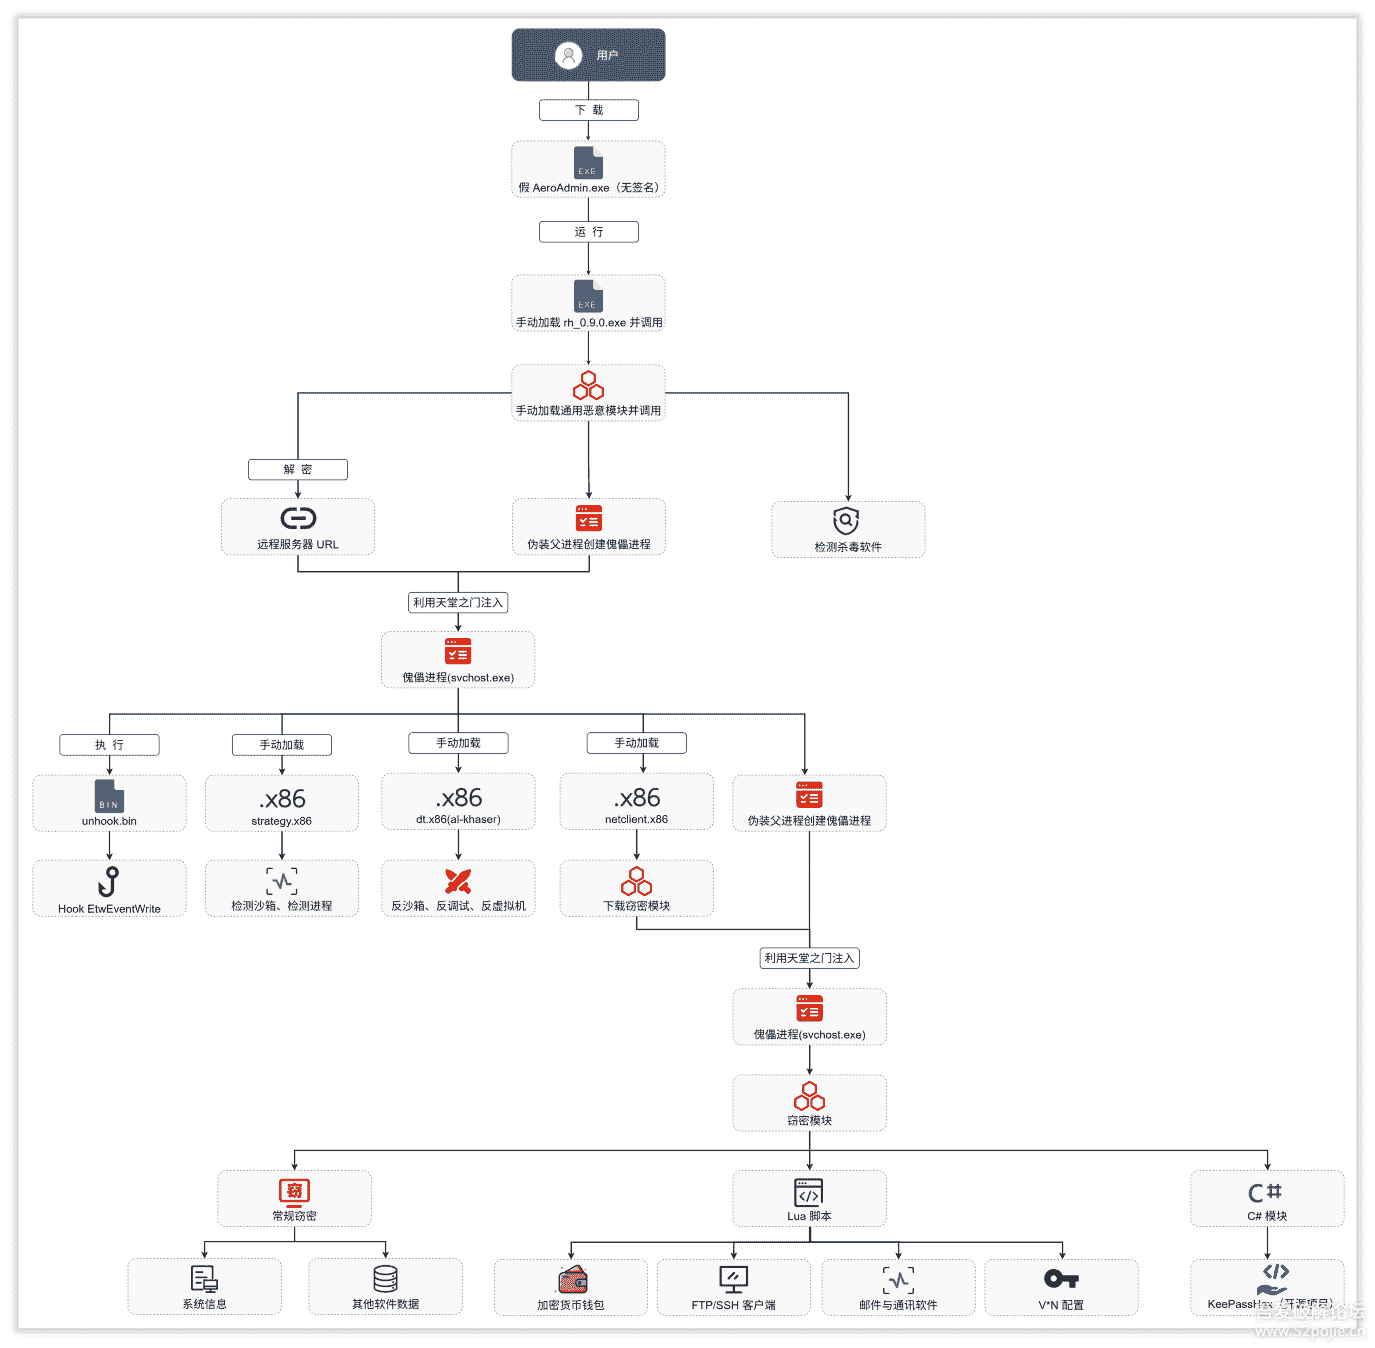 用户
下 载
EXE
假 AeroAdmin.exe（无签名）
运 行
EXE
手动加载 rh_0.9.0.exe 并调用
手动加载通用恶意模块并调用
解 密
远程服务器 URL
伪装父进程创建傀儡进程
检测杀毒软件
利用天堂之门注入
傀儡进程(svchost.exe)
执 行
手动加载
手动加载
手动加载
BIN
unhook.bin
.x86
strategy.x86
.x86
dt.x86(al-khaser)
.x86
netclient.x86
伪装父进程创建傀儡进程
Hook EtwEventWrite
检测沙箱、检测进程
反沙箱、反调试、反虚拟机
下载窃密模块
利用天堂之门注入
傀儡进程(svchost.exe)
窃密模块
窃
常规窃密
Lua 脚本
C#
C# 模块
系统信息
其他软件数据
加密货币钱包
FTP/SSH 客户端
邮件与通讯软件
V*N 配置
KeePassHax（开源项目）
吾爱破解论坛
www.52pojie.cn